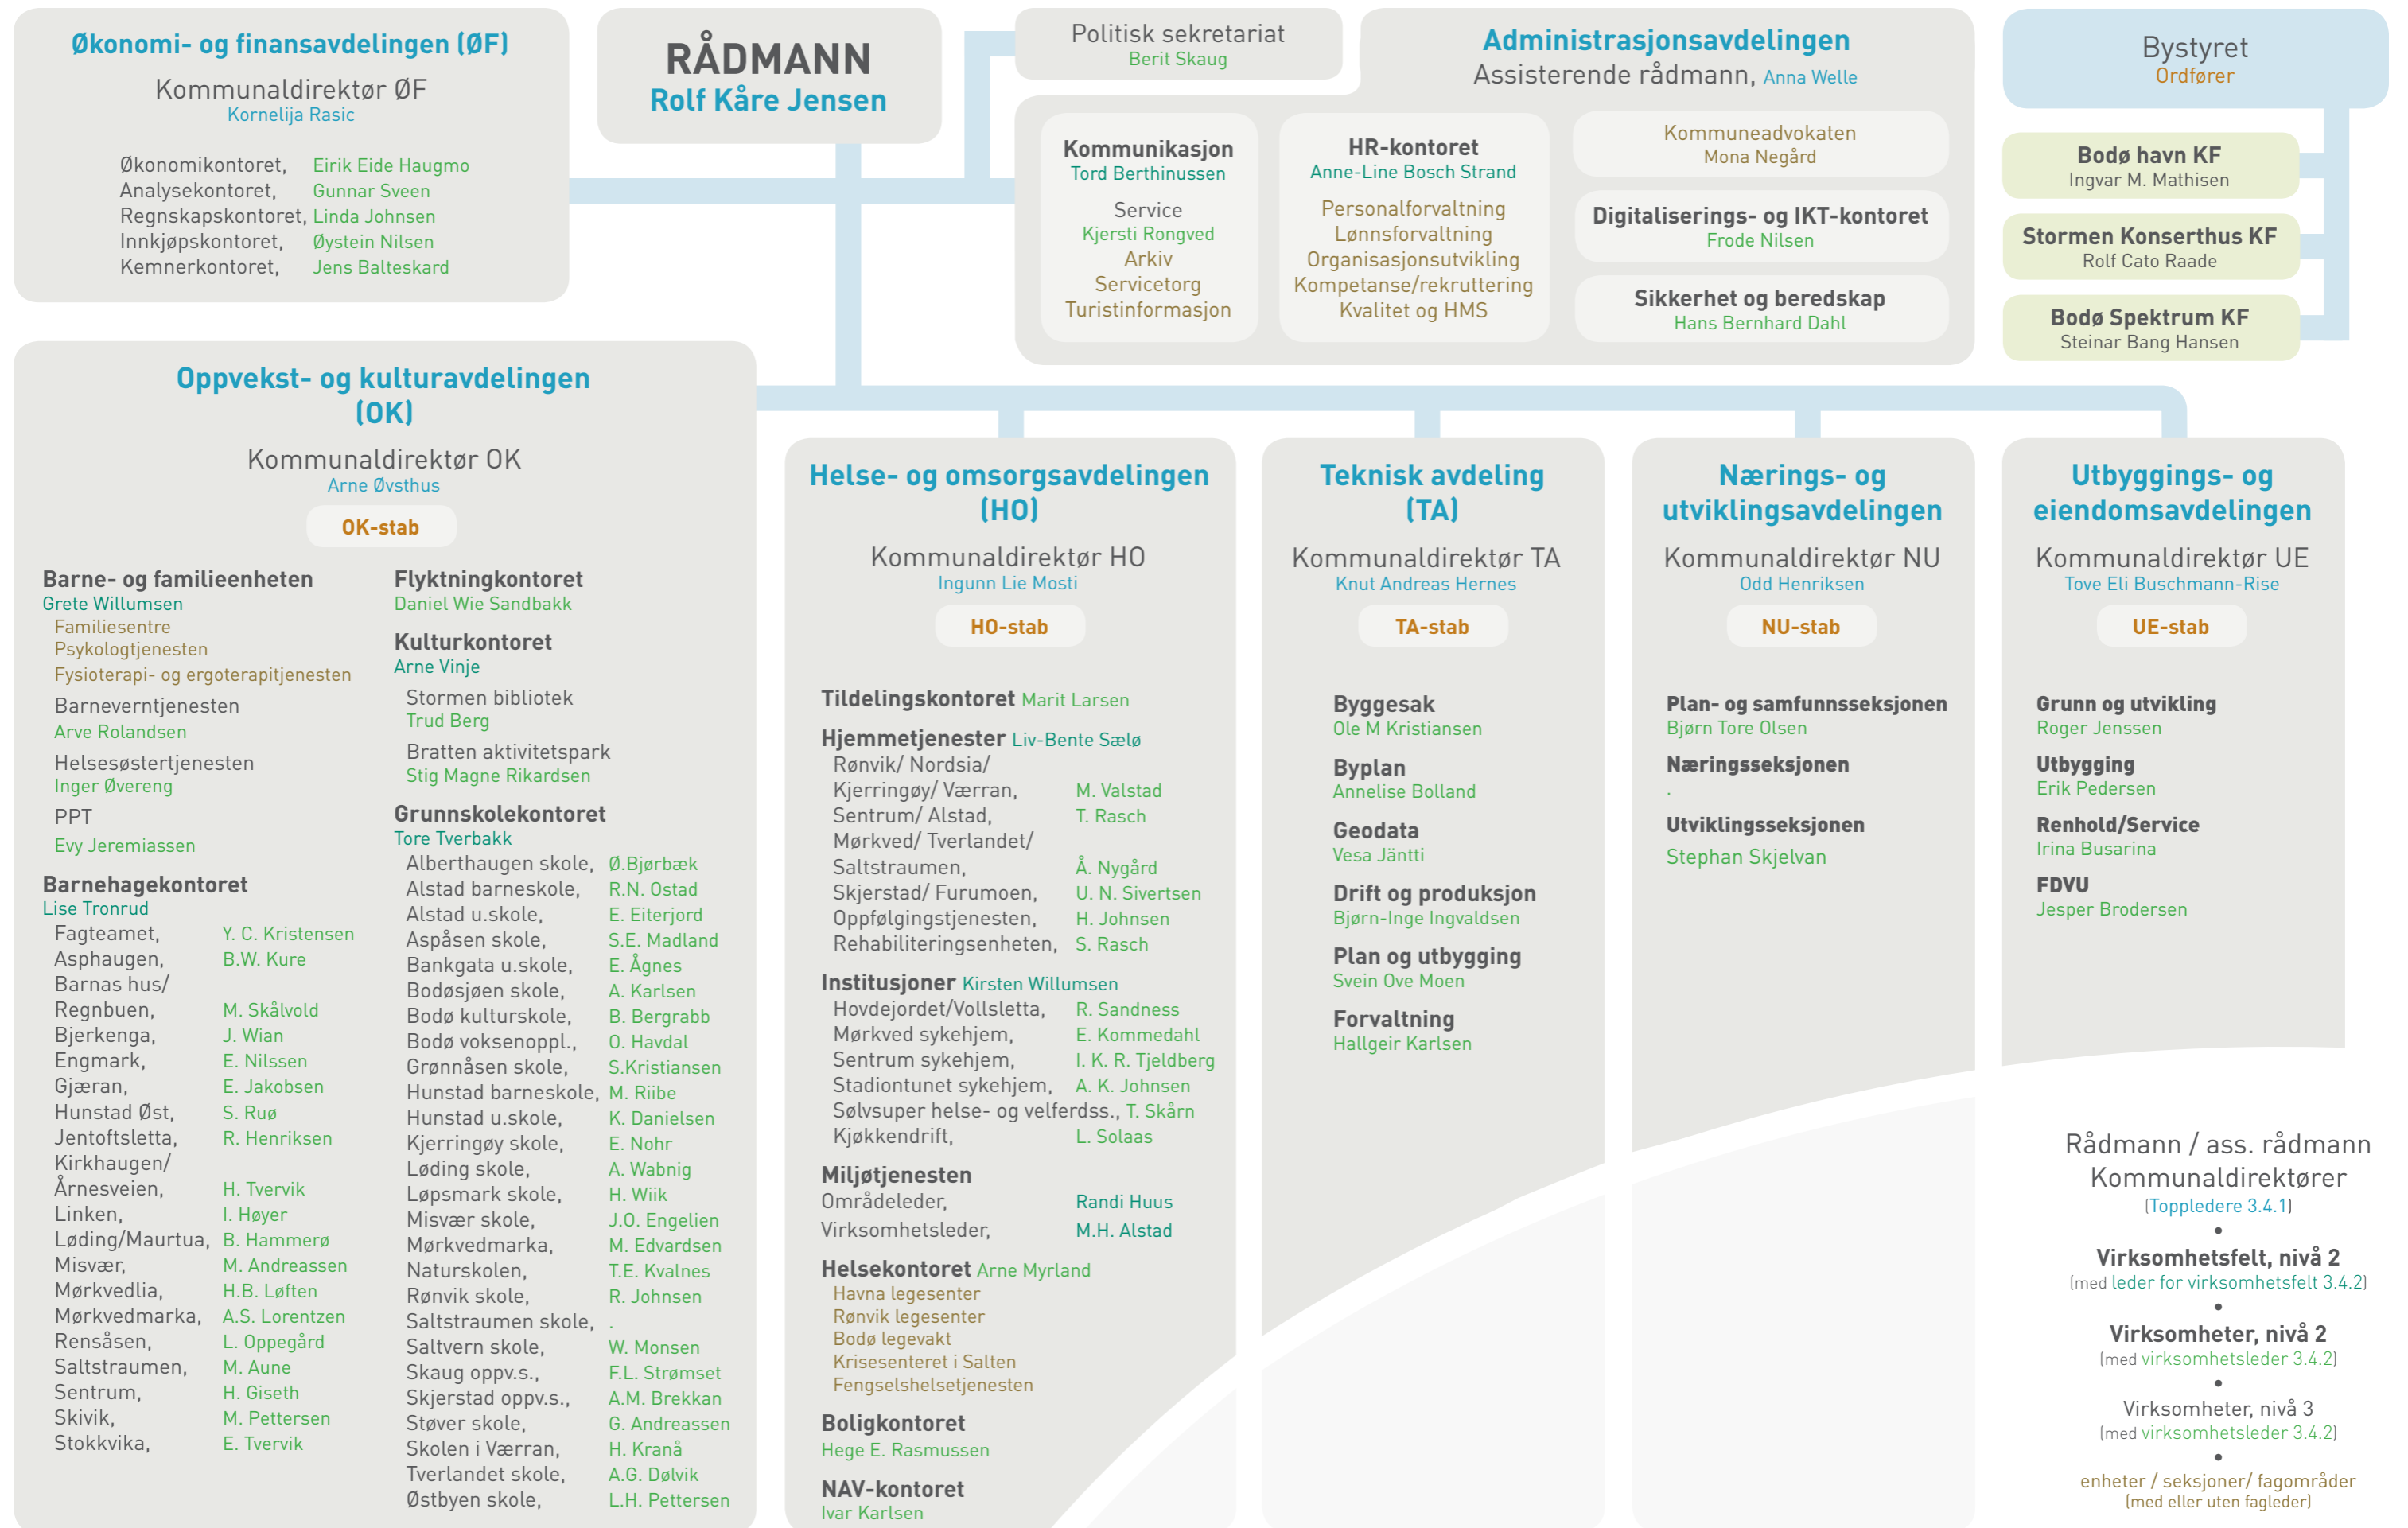 Økonomi- og finansavdelingen (ØF)
Kommunaldirektør ØF
Kornelija Rasic
Økonomikontoret, Eirik Eide Haugmo
Analysekontoret, Gunnar Sveen
Regnskapskontoret, Linda Johnsen
Innkjøpskontoret, Øystein Nilsen
Kemnerkontoret, Jens Balteskard
RÅDMANN
Rolf Kåre Jensen
Politisk sekretariat
Berit Skaug
Administrasjonsavdelingen
Assisterende rådmann, Anna Welle
Kommunikasjon
Tord Berthinussen
Service
Kjersti Rongved
Arkiv
Servicetorg
Turistinformasjon
HR-kontoret
Anne-Line Bosch Strand
Personalforvaltning
Lønnsforvaltning
Organisasjonsutvikling
Kompetanse/rekruttering
Kvalitet og HMS
Kommuneadvokaten
Mona Negård
Digitaliserings- og IKT-kontoret
Frode Nilsen
Sikkerhet og beredskap
Hans Bernhard Dahl
Bystyret
Ordfører
Bodø havn KF
Ingvar M. Mathisen
Stormen Konserthus KF
Rolf Cato Raade
Bodø Spektrum KF
Steinar Bang Hansen
Oppvekst- og kulturavdelingen
(OK)
Kommunaldirektør OK
Arne Øvsthus
OK-stab
Barne- og familieenheten
Grete Willumsen
Familiesentre
Psykologtjenesten
Fysioterapi- og ergoterapitjenesten
Barneverntjenesten
Arve Rolandsen
Helsesøstertjenesten
Inger Øvereng
PPT
Evy Jeremiassen
Barnehagekontoret
Lise Tronrud
Fagteamet, Y. C. Kristensen
Asphaugen, B.W. Kure
Barnas hus/
Regnbuen, M. Skålvold
Bjerkenga, J. Wian
Engmark, E. Nilssen
Gjæran, E. Jakobsen
Hunstad Øst, S. Ruø
Jentoftsletta, R. Henriksen
Kirkhaugen/
Årnesveien, H. Tvervik
Linken, I. Høyer
Løding/Maurtua, B. Hammerø
Misvær, M. Andreassen
Mørkvedlia, H.B. Løften
Mørkvedmarka, A.S. Lorentzen
Rensåsen, L. Oppegård
Saltstraumen, M. Aune
Sentrum, H. Giseth
Skivik, M. Pettersen
Stokkvika, E. Tvervik
Flyktningkontoret
Daniel Wie Sandbakk
Kulturkontoret
Arne Vinje
Stormen bibliotek
Trud Berg
Bratten aktivitetspark
Stig Magne Rikardsen
Grunnskolekontoret
Tore Tverbakk
Alberthaugen skole, Ø.Bjørbæk
Alstad barneskole, R.N. Ostad
Alstad u.skole, E. Eiterjord
Aspåsen skole, S.E. Madland
Bankgata u.skole, E. Ågnes
Bodøsjøen skole, A. Karlsen
Bodø kulturskole, B. Bergrabb
Bodø voksenoppl., O. Havdal
Grønnåsen skole, S.Kristiansen
Hunstad barneskole, M. Riibe
Hunstad u.skole, K. Danielsen
Kjerringøy skole, E. Nohr
Løding skole, A. Wabnig
Løpsmark skole, H. Wiik
Misvær skole, J.O. Engelien
Mørkvedmarka, M. Edvardsen
Naturskolen, T.E. Kvalnes
Rønvik skole, R. Johnsen
Saltstraumen skole, .
Saltvern skole, W. Monsen
Skaug oppv.s., F.L. Strømset
Skjerstad oppv.s., A.M. Brekkan
Støver skole, G. Andreassen
Skolen i Værran, H. Kranå
Tverlandet skole, A.G. Dølvik
Østbyen skole, L.H. Pettersen
Helse- og omsorgsavdelingen
(HO)
Kommunaldirektør HO
Ingunn Lie Mosti
HO-stab
Tildelingskontoret Marit Larsen
Hjemmetjenester Liv-Bente Sælø
Rønvik/ Nordsia/
Kjerringøy/ Værran, M. Valstad
Sentrum/ Alstad, T. Rasch
Mørkved/ Tverlandet/
Saltstraumen, Å. Nygård
Skjerstad/ Furumoen, U. N. Sivertsen
Oppfølgingstjenesten, H. Johnsen
Rehabiliteringsenheten, S. Rasch
Institusjoner Kirsten Willumsen
Hovdejordet/Vollsletta, R. Sandness
Mørkved sykehjem, E. Kommedahl
Sentrum sykehjem, I. K. R. Tjeldberg
Stadiontunet sykehjem, A. K. Johnsen
Sølvsuper helse- og velferdss., T. Skårn
Kjøkkendrift, L. Solaas
Miljøtjenesten
Områdeleder, Randi Huus
Virksomhetsleder, M.H. Alstad
Helsekontoret Arne Myrland
Havna legesenter
Rønvik legesenter
Bodø legevakt
Krisesenteret i Salten
Fengselshelsetjenesten
Boligkontoret
Hege E. Rasmussen
NAV-kontoret
Ivar Karlsen
Teknisk avdeling
(TA)
Kommunaldirektør TA
Knut Andreas Hernes
TA-stab
Byggesak
Ole M Kristiansen
Byplan
Annelise Bolland
Geodata
Vesa Jäntti
Drift og produksjon
Bjørn-Inge Ingvaldsen
Plan og utbygging
Svein Ove Moen
Forvaltning
Hallgeir Karlsen
Nærings- og
utviklingsavdelingen
Kommunaldirektør NU
Odd Henriksen
NU-stab
Plan- og samfunnsseksjonen
Bjørn Tore Olsen
Næringsseksjonen
.
Utviklingsseksjonen
Stephan Skjelvan
Utbyggings- og
eiendomsavdelingen
Kommunaldirektør UE
Tove Eli Buschmann-Rise
UE-stab
Grunn og utvikling
Roger Jenssen
Utbygging
Erik Pedersen
Renhold/Service
Irina Busarina
FDVU
Jesper Brodersen
Rådmann / ass. rådmann
Kommunaldirektører
(Toppledere 3.4.1)
•
Virksomhetsfelt, nivå 2
(med leder for virksomhetsfelt 3.4.2)
•
Virksomheter, nivå 2
(med virksomhetsleder 3.4.2)
•
Virksomheter, nivå 3
(med virksomhetsleder 3.4.2)
•
enheter / seksjoner/ fagområder
(med eller uten fagleder)